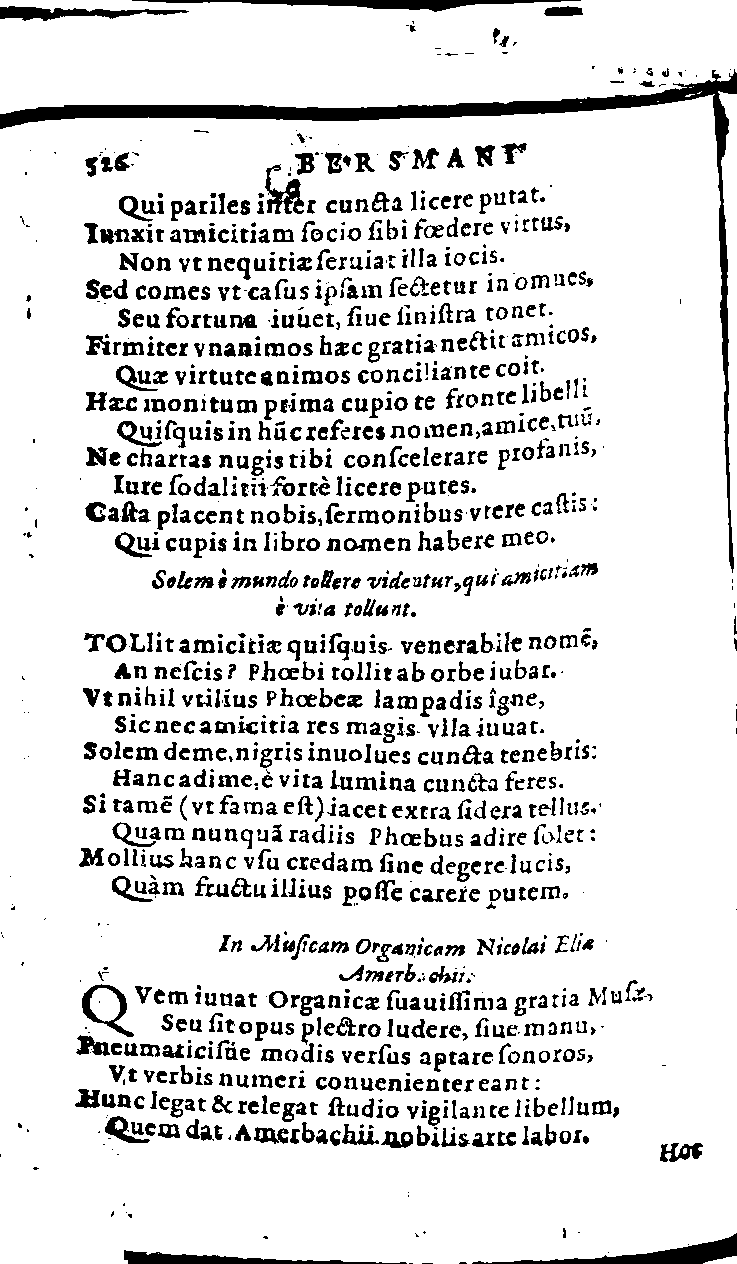 526 BERSMANI
Qui pariles inter cuncta licere putat.
Iunxit amicitiam ſocio ſibi fœdere virtus,
Non vt nequitiæ ſeruiat illa iocis.
Sed comes vt caſus ipſam ſectetur in omnes,
Seu fortuna iuuet, ſiue ſiniſtra tonet.
Firmiter vnanimos hæc gratia nectit amicos,
Quæ virtute animos conciliante coit.
Hæc monitum prima cupio te fronte libelli
Quiſquis in hūc referes nomen, amice, tuū,
Ne chartas nugis tibi conſcelerare profanis,
Iure ſodalitii fortè licere putes.
Caſta placent nobis, ſermonibus vtere caſtis:
Qui cupis in libro nomen habere meo.
Solem è mundo tollere videntur, qui amicitiam
è vita tollunt.
TOLlit amicitiæ quiſquis venerabile nomē,
An neſcis? Phœbi tollit ab orbe iubar.
Vt nihil vtilius Phœbeæ lampadis igne,
Sic nec amicitia res magis vlla iuuat.
Solem deme, nigris inuolues cuncta tenebris:
Hanc adime, è vita lumina cuncta feres.
Si tamē (vt fama eſt) iacet extra ſidera tellus,
Quam nunquā radiis Phœbus adire ſolet:
Mollius hanc vſu credam ſine degere lucis,
Quàm fructu illius poſſe carere putem.
In Muſicam Organicam Nicolai Eliæ
Amerbachii.
QVem iuuat Organicæ ſuauiſſima gratia Muſæ,
Seu ſit opus plectro ludere, ſiue manu,
Pneumaticiſūe modis verſus aptare ſonoros,
Vt verbis numeri conuenienter eant:
Hunc legat & relegat ſtudio vigilante libellum,
Quem dat Amerbachii nobilis arte labor.
Hoc